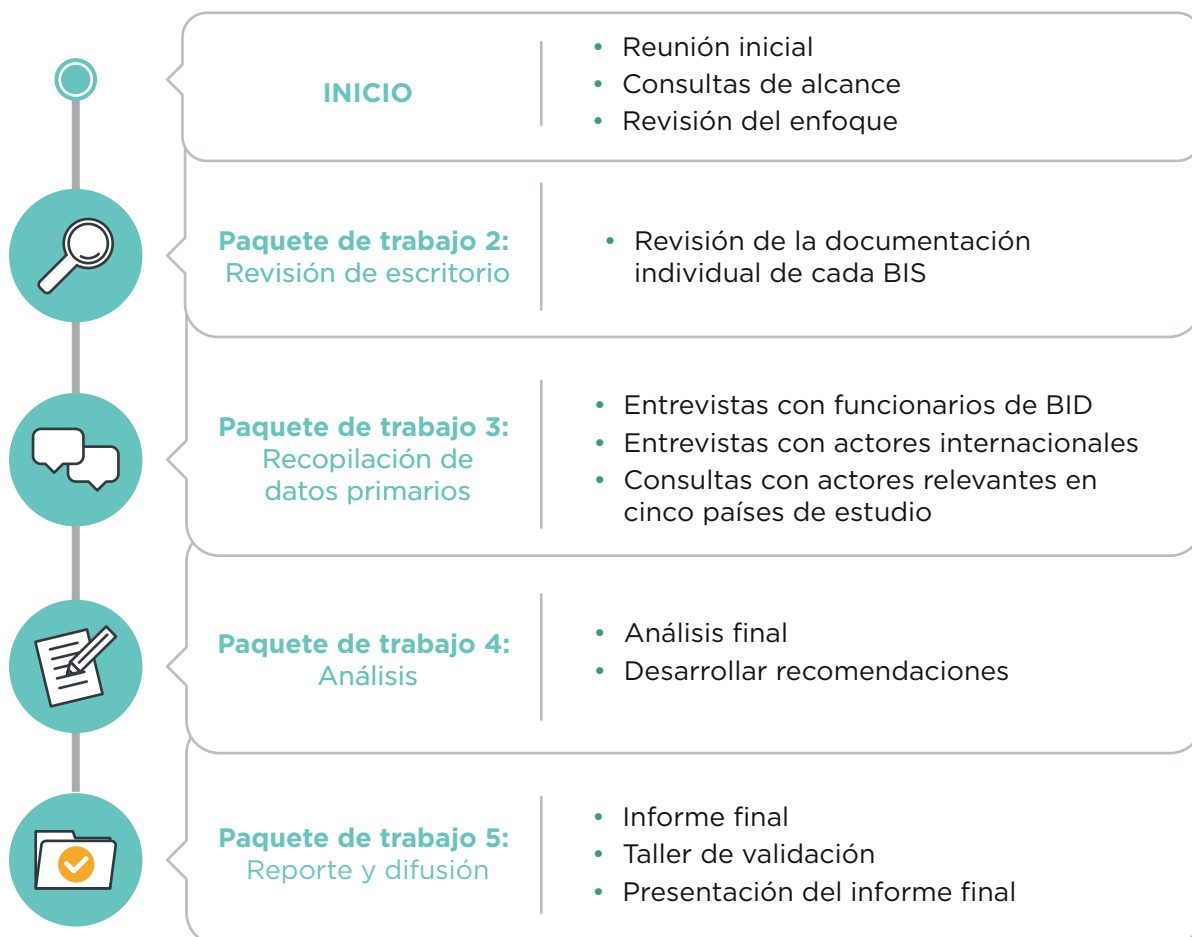 INICIO
• Reunión inicial
• Consultas de alcance
• Revisión del enfoque
Paquete de trabajo 2:
Revisión de escritorio
• Revisión de la documentación
individual de cada BIS
Paquete de trabajo 3:
Recopilación de
datos primarios
• Entrevistas con funcionarios de BID
• Entrevistas con actores internacionales
• Consultas con actores relevantes en
cinco países de estudio
Paquete de trabajo 4:
Análisis
• Análisis final
• Desarrollar recomendaciones
Paquete de trabajo 5:
Reporte y difusión
• Informe final
• Taller de validación
• Presentación del informe final